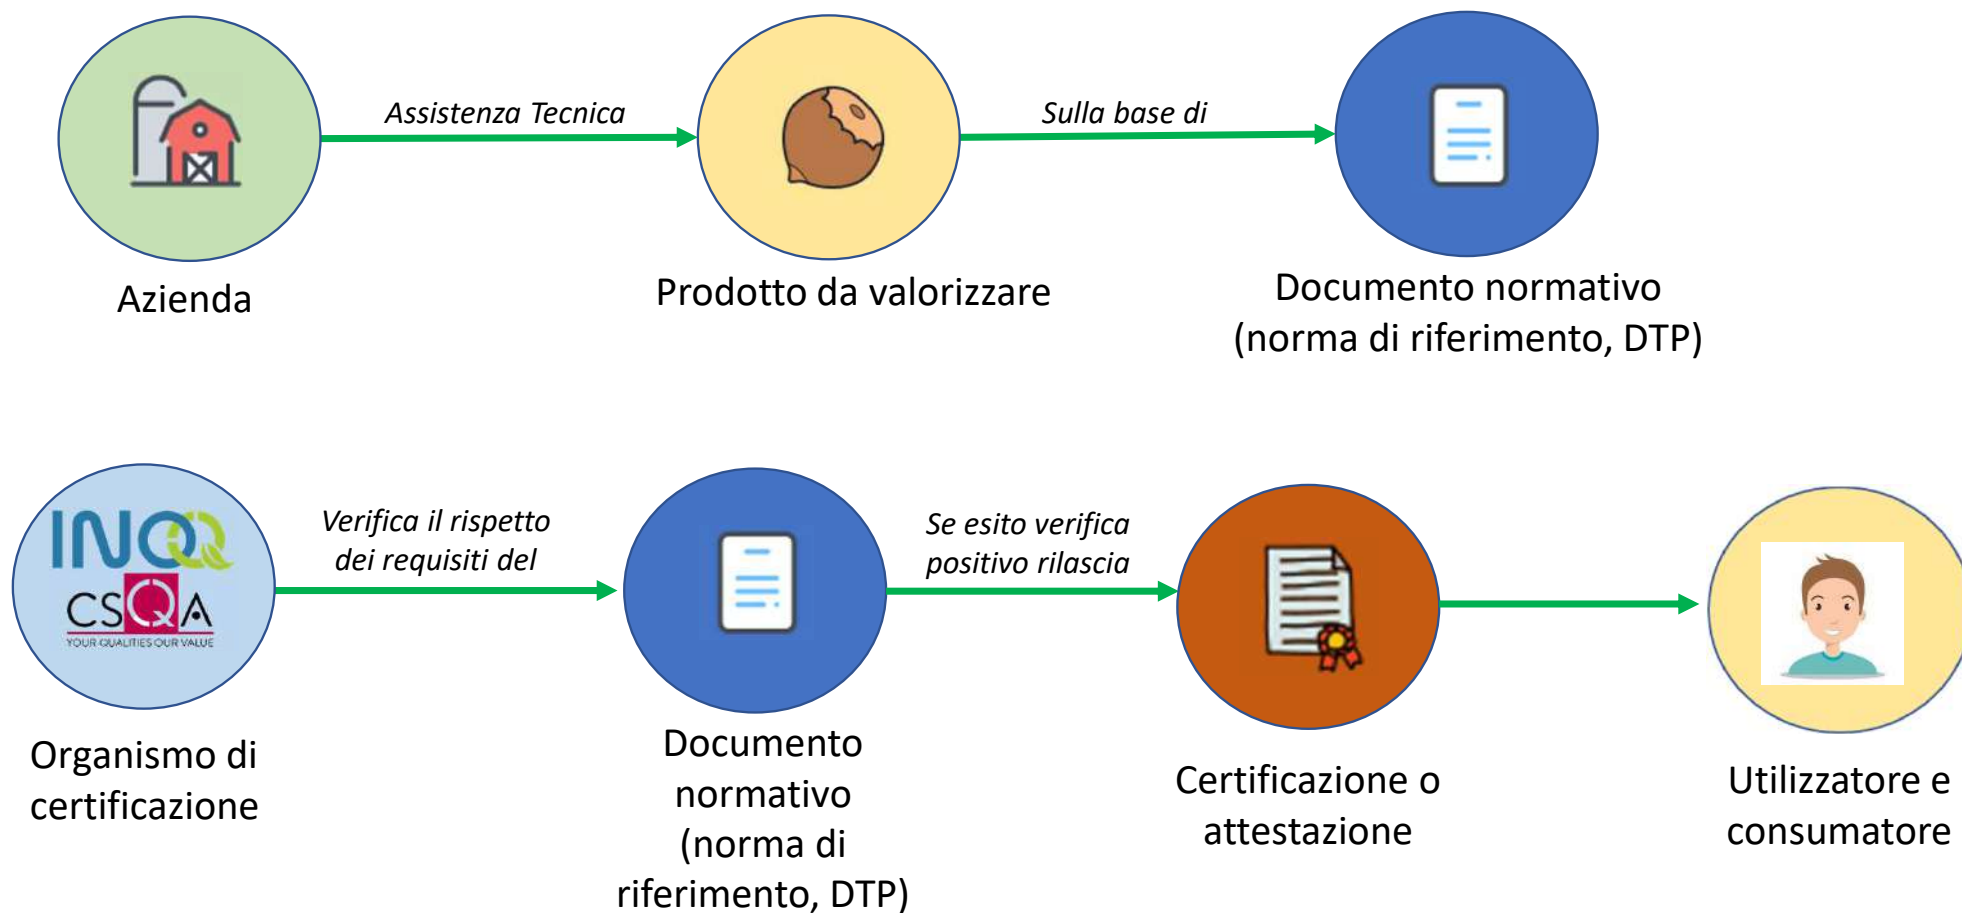 Assistenza Tecnica
Sulla base di
Azienda
Prodotto da valorizzare
Documento normativo
(norma di riferimento, DTP)
INOQ
CSQA
YOUR QUALITIES OUR VALUE
Verifica il rispetto
dei requisiti del
Se esito verifica
positivo rilascia
Organismo di
certificazione
Documento
normativo
(norma di
riferimento, DTP)
Certificazione o
attestazione
Utilizzatore e
consumatore